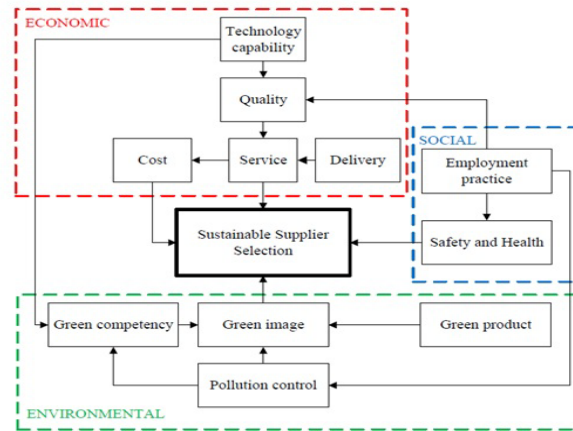 ECONOMIC
Technology
capability
Quality
Cost
Service
Delivery
SOCIAL
Employment
practice
Safety and Health
Sustainable Supplier
Selection
Green competency
Green image
Green product
Pollution control
ENVIRONMENTAL